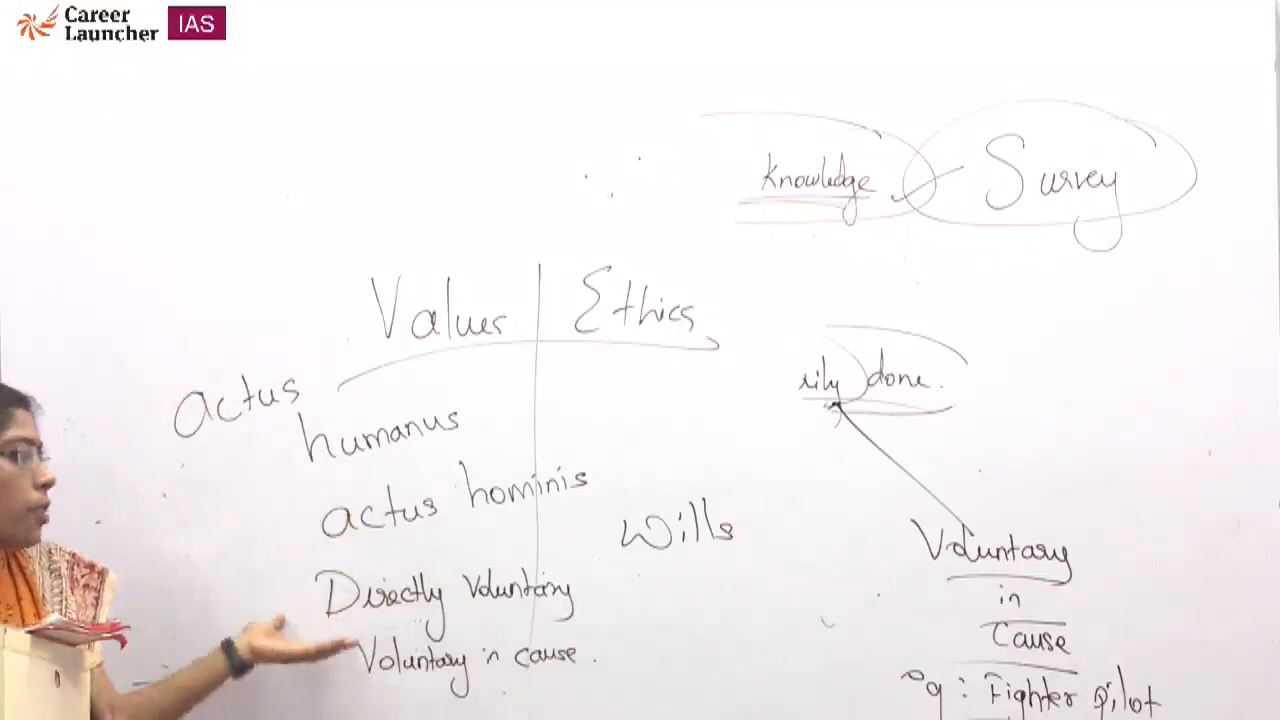 Career
Launcher
IAS
Knowledge
Survey
Values
Ethics
actus
humanus
actus hominis
Wills
Directly Voluntary
Voluntary in cause.
rily done.
Voluntary
in
Cause
eg : Fighter pilot